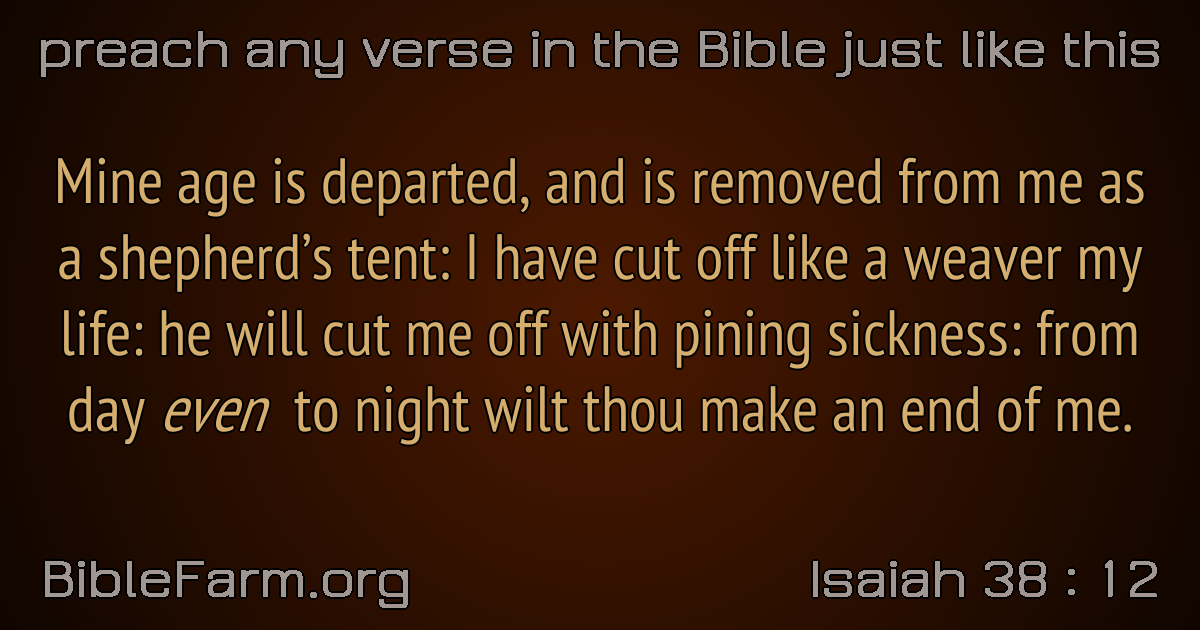 preach any verse in the Bible just like this
Mine age is departed, and is removed from me as
a shepherd’s tent: I have cut off like a weaver my
life: he will cut me off with pining sickness: from
day even to night wilt thou make an end of me.
BibleFarm.org
Isaiah 38 : 12